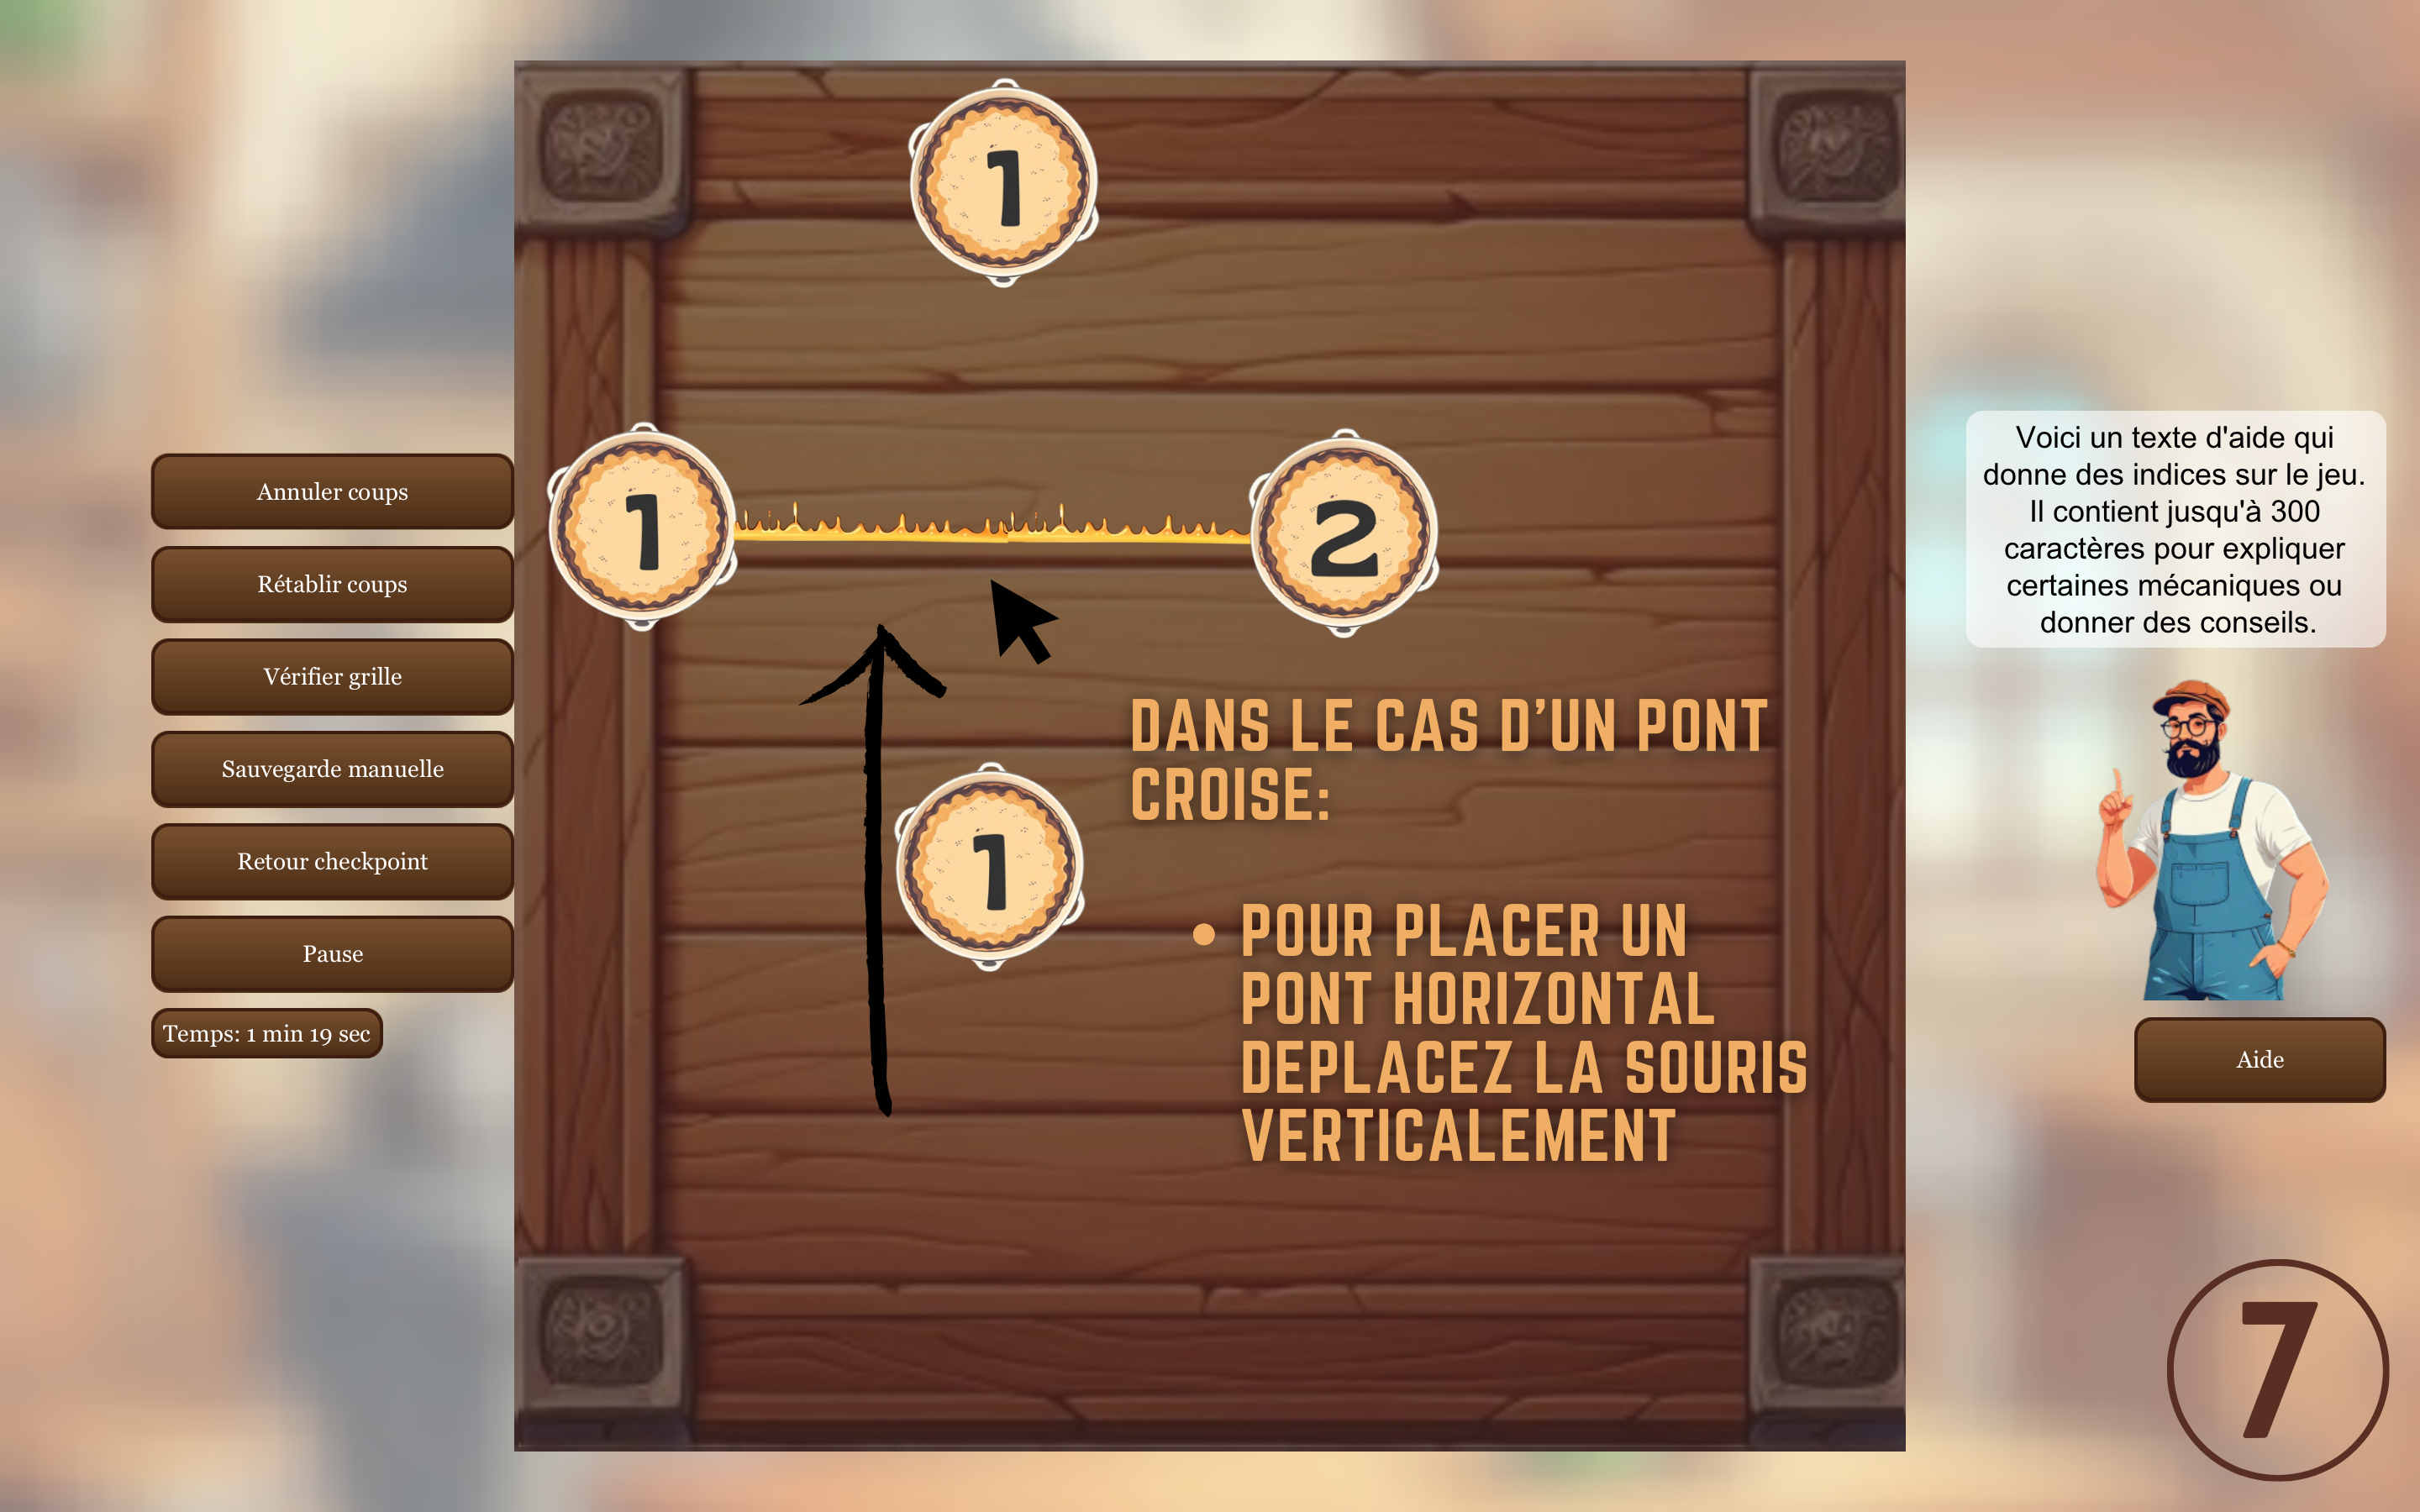 1
1
2
1
Annuler coups
Rétablir coups
Vérifier grille
Sauvegarde manuelle
Retour checkpoint
Pause
Temps: 1 min 19 sec
DANS LE CAS D'UN PONT
CROISE:
• POUR PLACER UN
PONT HORIZONTAL
DEPLACEZ LA SOURIS
VERTICALEMENT
Voici un texte d'aide qui
donne des indices sur le jeu.
Il contient jusqu'à 300
caractères pour expliquer
certaines mécaniques ou
donner des conseils.
Aide
7